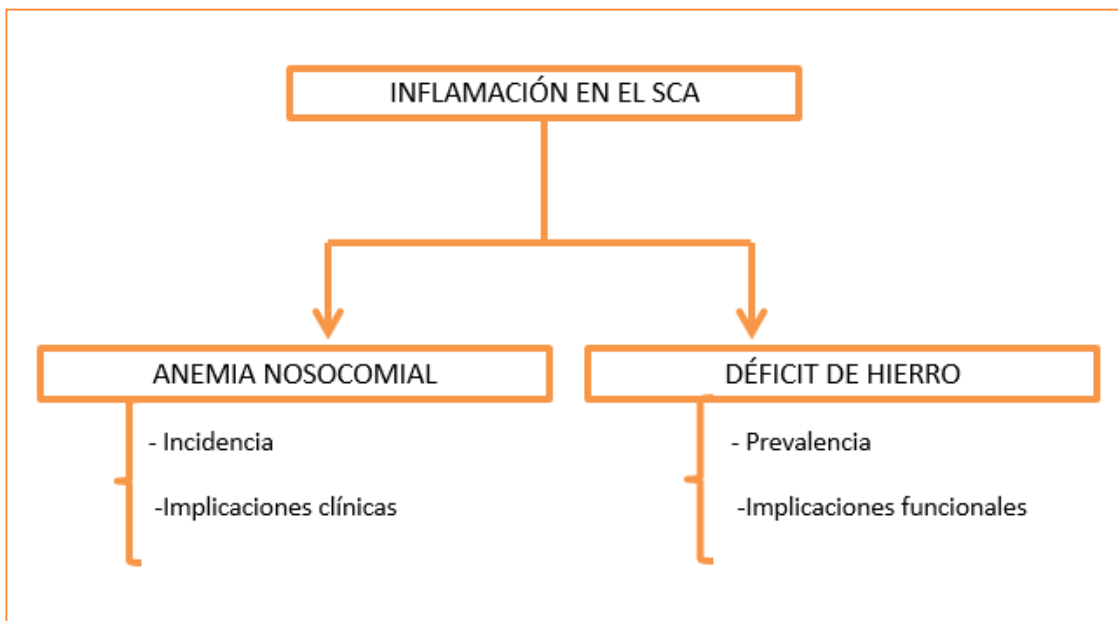 INFLAMACIÓN EN EL SCA
ANEMIA NOSOCOMIAL
- Incidencia
-Implicaciones clínicas
DÉFICIT DE HIERRO
- Prevalencia
-Implicaciones funcionales